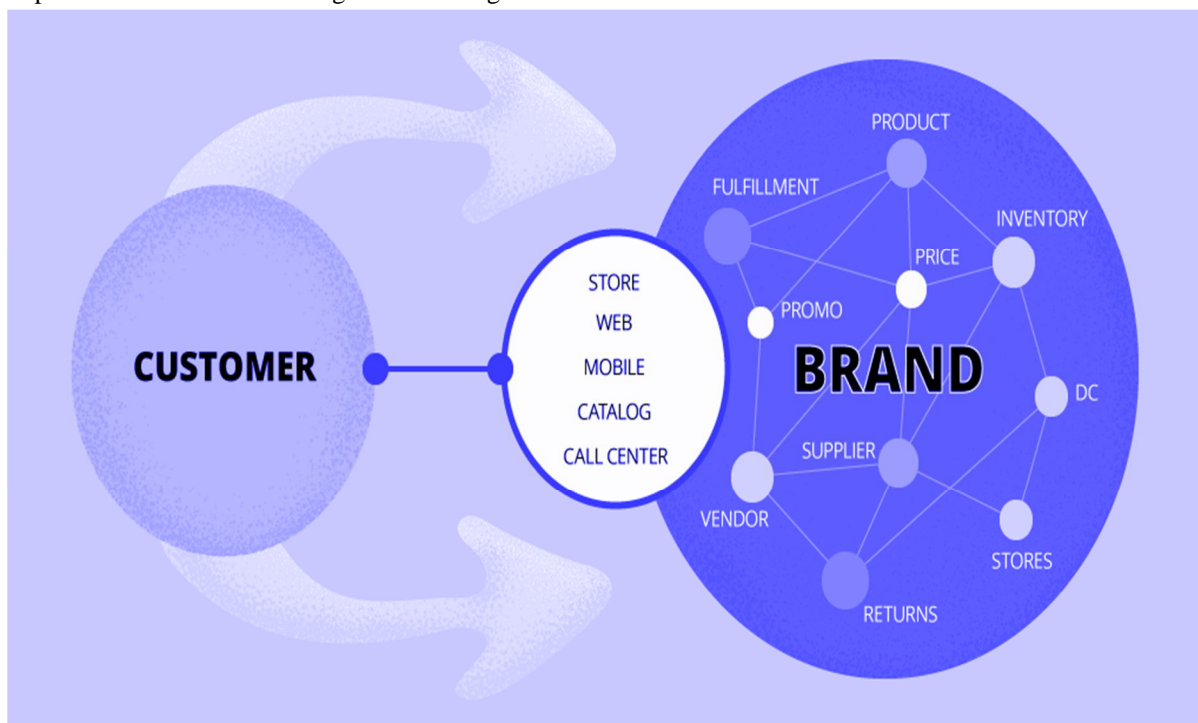 CUSTOMER
STORE
WEB
MOBILE
CATALOG
CALL CENTER
BRAND
PRODUCT
FULFILLMENT
INVENTORY
PRICE
PROMO
DC
SUPPLIER
VENDOR
STORES
RETURNS